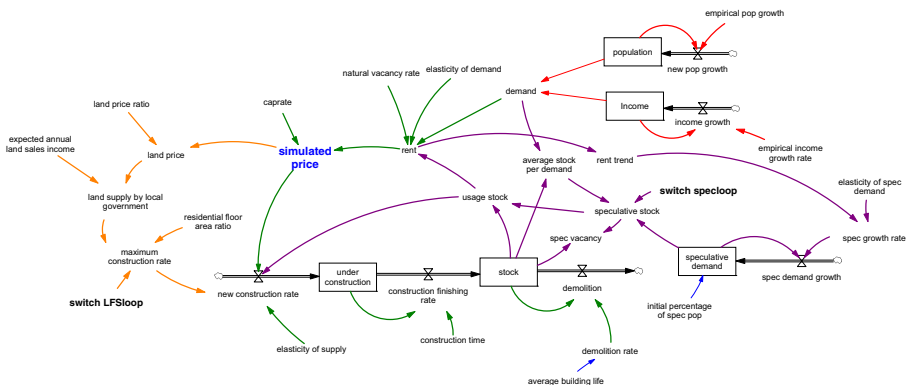 empirical pop growth
population
new pop growth
natural vacancy rate
elasticity of demand
demand
land price ratio
caprate
Income
income growth
expected annual
land sales income
land price
simulated
price
rent
average stock
per demand
rent trend
empirical income
growth rate
land supply by local
government
usage stock
switch specloop
speculative stock
elasticity of spec
demand
residential floor
area ratio
spec vacancy
spec growth rate
maximum
construction rate
speculative
demand
spec demand growth
under
construction
stock
switch LFSloop
new construction rate
construction finishing
rate
demolition
initial percentage
of spec pop
elasticity of supply
construction time
demolition rate
average building life